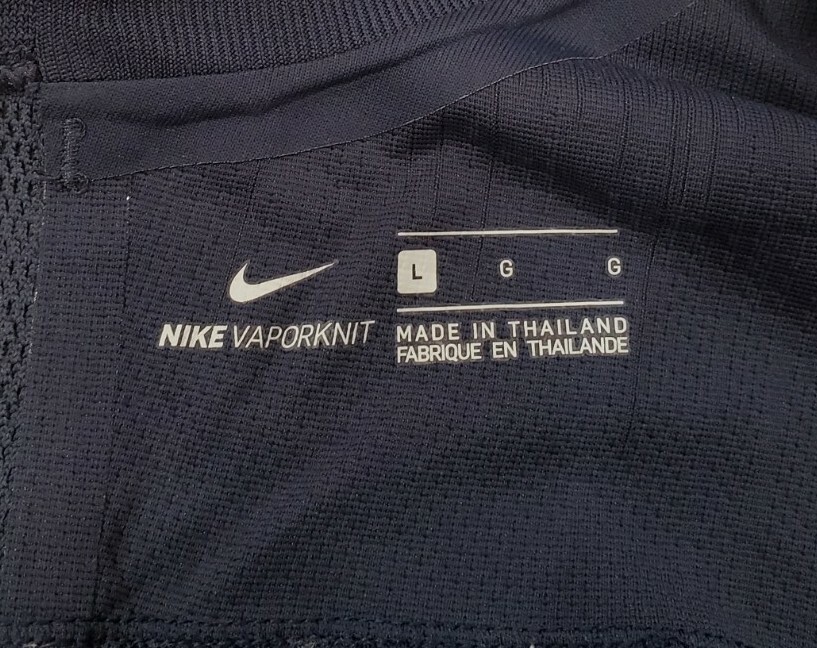 L G G
NIKE VAPORKNIT
MADE IN THAILAND
FABRIQUE EN THAILANDE